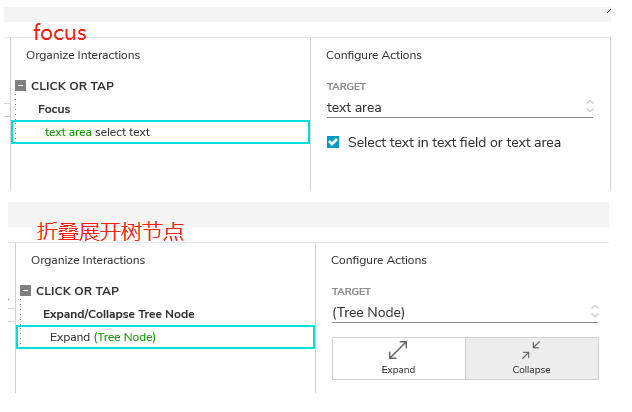 focus
Organize Interactions
Configure Actions
CLICK OR TAP
TARGET
Focus
text area
text area select text
Select text in text field or text area
折叠展开树节点
Organize Interactions
Configure Actions
CLICK OR TAP
TARGET
Expand/Collapse Tree Node
(Tree Node)
Expand (Tree Node)
Expand
Collapse